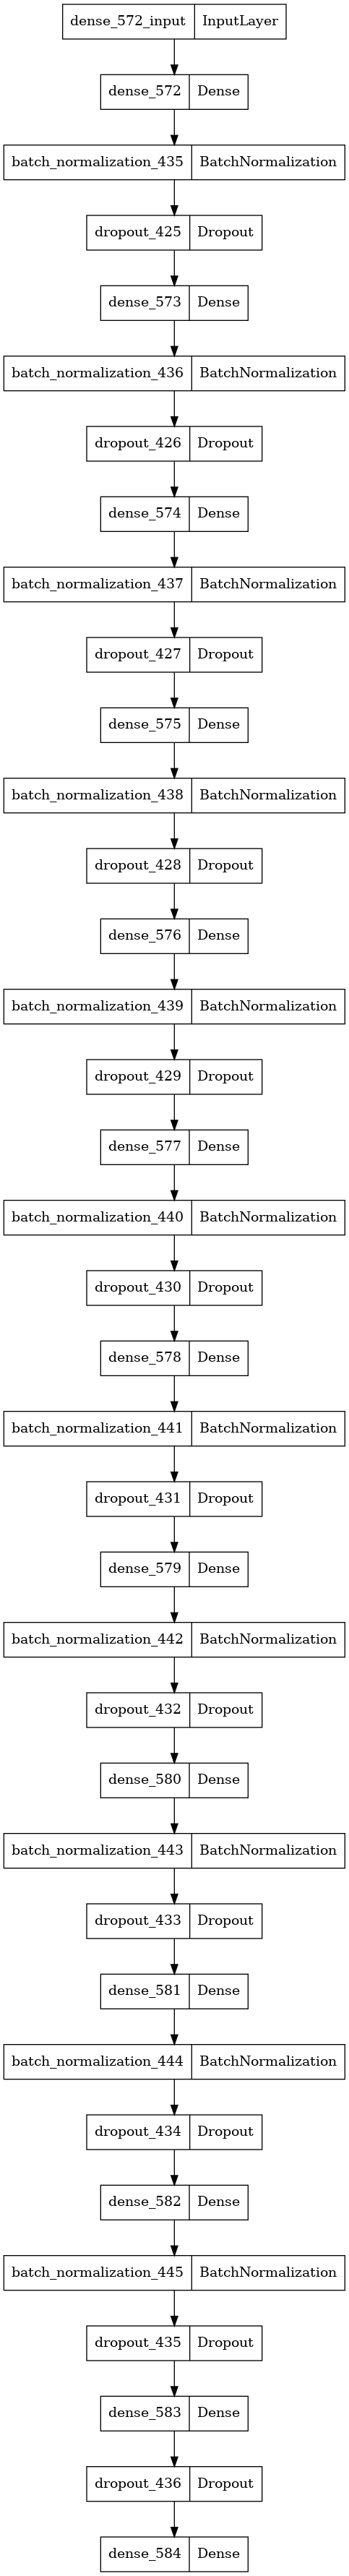 dense_572_input InputLayer
dense_572 Dense
batch_normalization_435 BatchNormalization
dropout_425 Dropout
dense_573 Dense
batch_normalization_436 BatchNormalization
dropout_426 Dropout
dense_574 Dense
batch_normalization_437 BatchNormalization
dropout_427 Dropout
dense_575 Dense
batch_normalization_438 BatchNormalization
dropout_428 Dropout
dense_576 Dense
batch_normalization_439 BatchNormalization
dropout_429 Dropout
dense_577 Dense
batch_normalization_440 BatchNormalization
dropout_430 Dropout
dense_578 Dense
batch_normalization_441 BatchNormalization
dropout_431 Dropout
dense_579 Dense
batch_normalization_442 BatchNormalization
dropout_432 Dropout
dense_580 Dense
batch_normalization_443 BatchNormalization
dropout_433 Dropout
dense_581 Dense
batch_normalization_444 BatchNormalization
dropout_434 Dropout
dense_582 Dense
batch_normalization_445 BatchNormalization
dropout_435 Dropout
dense_583 Dense
dropout_436 Dropout
dense_584 Dense